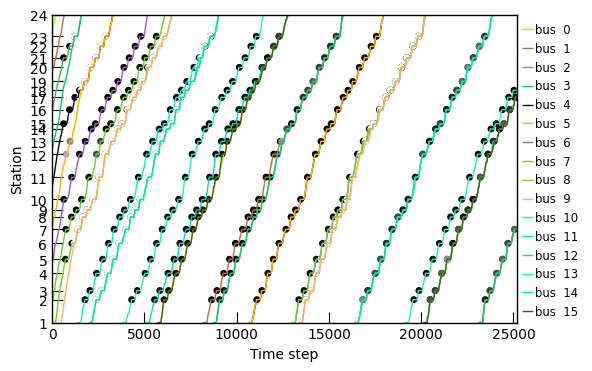 24
23
22
21
20
19
18
17
16
15
14
13
12
11
10
9
8
7
6
5
4
3
2
1
Station
0
5000
10000
15000
20000
25000
Time step
bus 0
bus 1
bus 2
bus 3
bus 4
bus 5
bus 6
bus 7
bus 8
bus 9
bus 10
bus 11
bus 12
bus 13
bus 14
bus 15